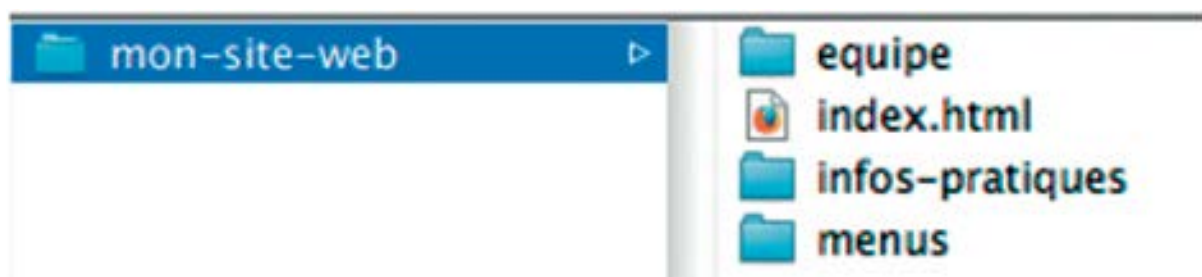 mon-site-web
equipe
index.html
infos-pratiques
menus